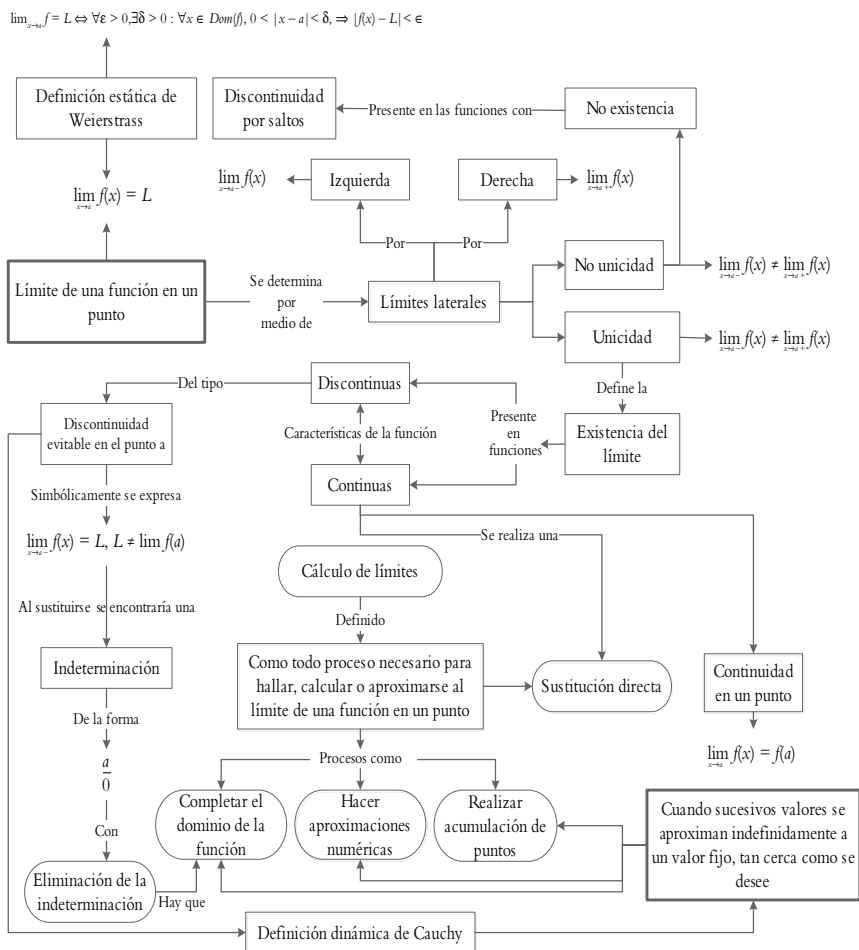 lim x→a f = L ⇔ ∀ε > 0,∃δ > 0 : ∀x ∈ Dom(f), 0 < |x – a| < δ, ⇒ |f(x) – L| < ϵ
Definición estática de
Weierstrass
Discontinuidad
por saltos
Presente en las funciones con
No existencia
lim x→a f(x) = L
lim x→a– f(x)
Izquierda
Derecha
lim x→a+ f(x)
Por
Por
Límite de una función en un
punto
Se determina
por
medio de
Límites laterales
No unicidad
lim x→a– f(x) ≠ lim x→a+ f(x)
Unicidad
lim x→a– f(x) ≠ lim x→a+ f(x)
Define la
Existencia del
límite
Presente
en
funciones
Discontinuas
Del tipo
Características de la función
Continuas
Discontinuidad
evitable en el punto a
Simbólicamente se expresa
lim x→a– f(x) = L, L ≠ lim f(a)
Al sustituirse se encontraría una
Indeterminación
De la forma
a
0
Con
Eliminación de la
indeterminación
Hay que
Se realiza una
Cálculo de límites
Definido
Como todo proceso necesario para
hallar, calcular o aproximarse al
límite de una función en un punto
Sustitución directa
Continuidad
en un punto
lim x→a f(x) = f(a)
Procesos como
Completar el
dominio de la
función
Hacer
aproximaciones
numéricas
Realizar
acumulación de
puntos
Cuando sucesivos valores se
aproximan indefinidamente a
un valor fijo, tan cerca como se
desee
Definición dinámica de Cauchy